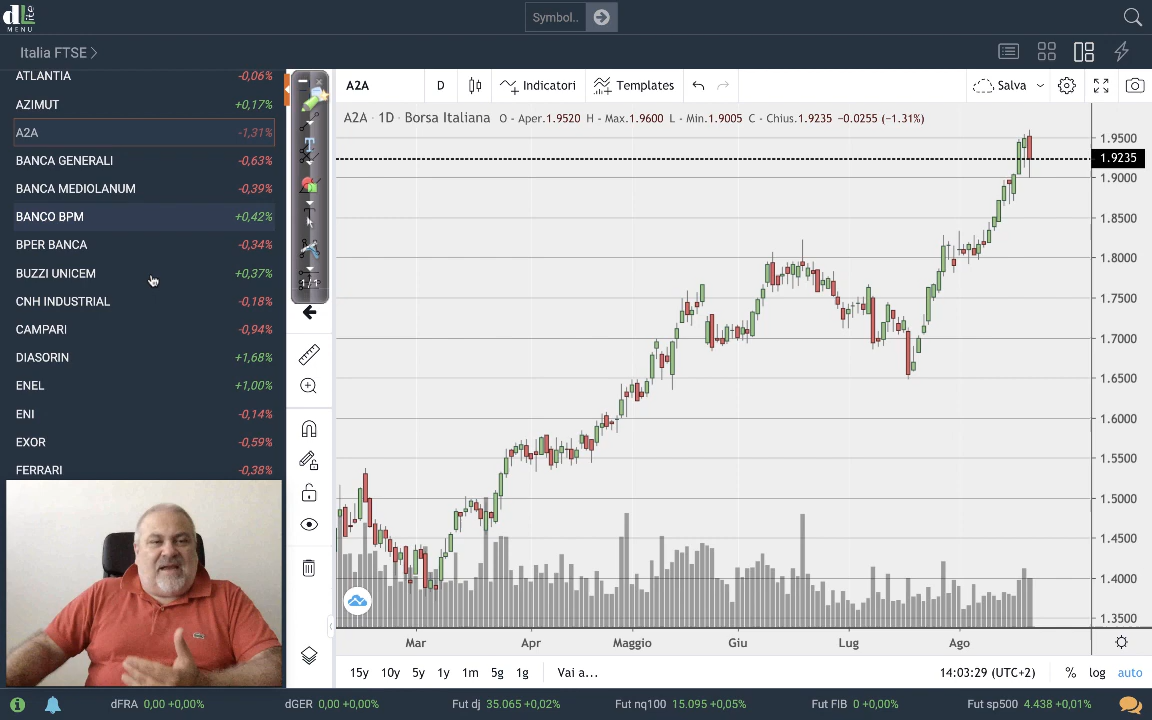 dLite
MENU
Symbol..
Italia FTSE >
ATLANTIA -0,06%
AZIMUT +0,17%
A2A -1,31%
BANCA GENERALI -0,63%
BANCA MEDIOLANUM -0,39%
BANCO BPM +0,42%
BPER BANCA -0,34%
BUZZI UNICEM +0,37%
CNH INDUSTRIAL -0,18%
CAMPARI -0,94%
DIASORIN +1,68%
ENEL +1,00%
ENI -0,14%
EXOR -0,59%
FERRARI -0,38%
1/1
A2A D Indicatori Templates Salva
A2A · 1D · Borsa Italiana O - Aper.1.9520 H - Max.1.9600 L - Min.1.9005 C - Chius.1.9235 −0.0255 (−1.31%)
1.9500
1.9235
1.9000
1.8500
1.8000
1.7500
1.7000
1.6500
1.6000
1.5500
1.5000
1.4500
1.4000
1.3500
Mar Apr Maggio Giu Lug Ago
15y 10y 5y 1y 1m 5g 1g Vai a... 14:03:29 (UTC+2) % log auto
dFRA 0,00 +0,00% dGER 0,00 +0,00% Fut dj 35.065 +0,02% Fut nq100 15.095 +0,05% Fut FIB 0 +0,00% Fut sp500 4.438 +0,01%